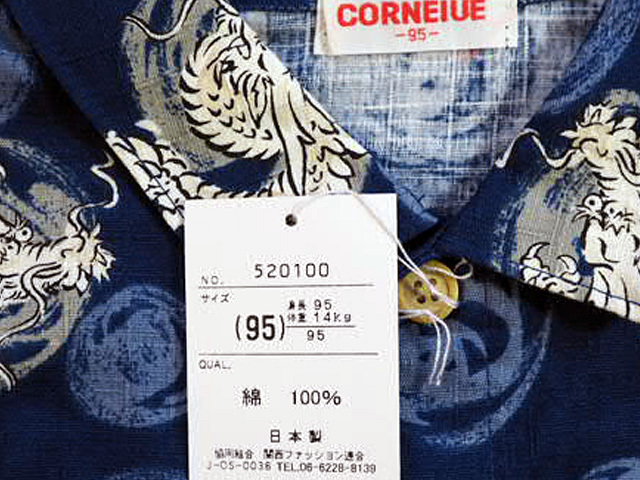 CORNEIUE
-95-
NO. 520100
サイズ
(95)
身長 95
体重 14kg
95
QUAL.
綿 100%
日本製
協同組合 関西ファッション連合
J-OS-0036 TEL.06-6228-8139